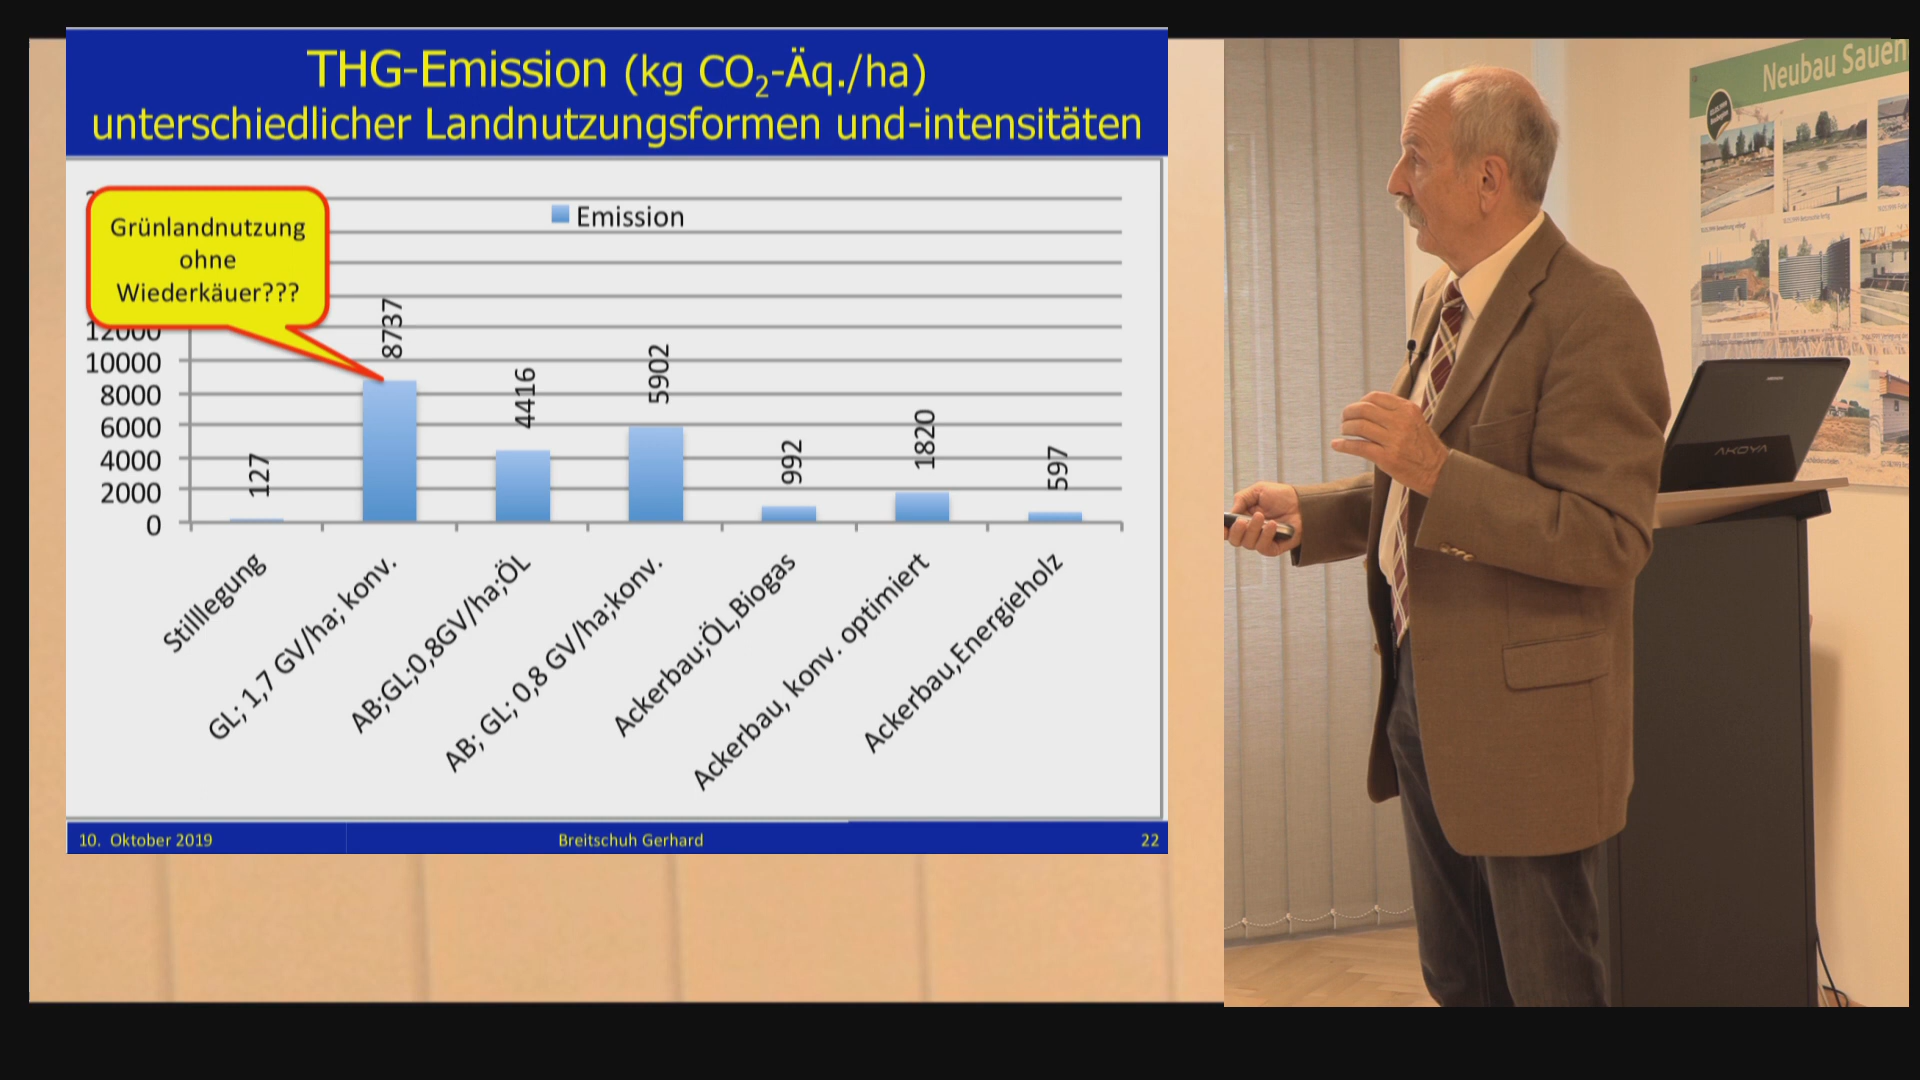 THG-Emission (kg CO₂-Äq./ha)
unterschiedlicher Landnutzungsformen und-intensitäten
Grünlandnutzung
ohne
Wiederkäuer???
Emission
12000
10000
8000
6000
4000
2000
0
127
8737
4416
5902
992
1820
597
Stilllegung
GL; 1,7 GV/ha; konv.
AB;GL;0,8GV//ha;ÖL
AB; GL; 0,8 GV/ha;konv.
Ackerbau;ÖL,Biogas
Ackerbau, konv. optimiert
Ackerbau,Energieholz
10. Oktober 2019
Breitschuh Gerhard
22
Neubau Sauen
AKOYA